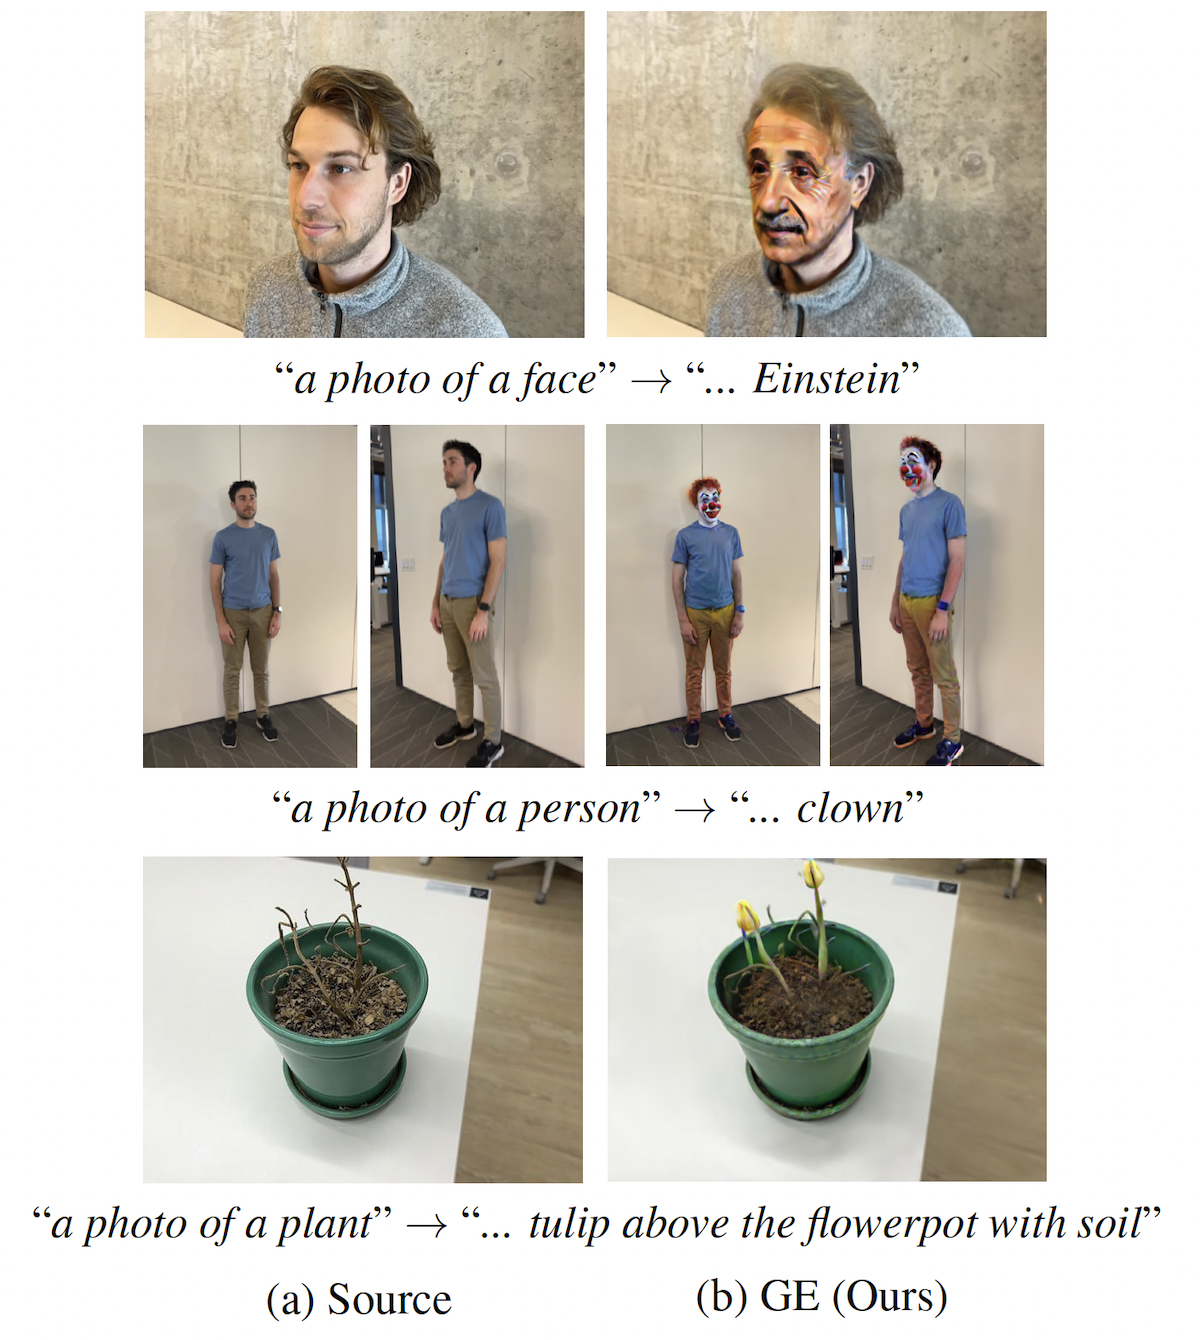 “a photo of a face” → “... Einstein”
“a photo of a person” → “... clown”
“a photo of a plant” → “... tulip above the flowerpot with soil”
(a) Source
(b) GE (Ours)